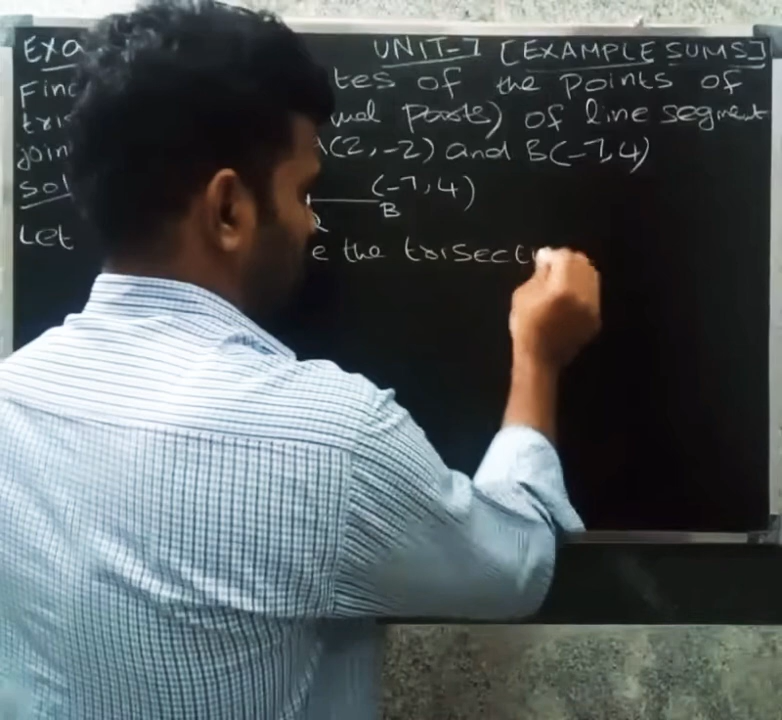 EXA UNIT-7 [EXAMPLE SUMS]
Find tes of the points of
tris ual parts) of line segment
join A(2,-2) and B(-7,4)
sol (-7,4)
B
Let e the trisecti